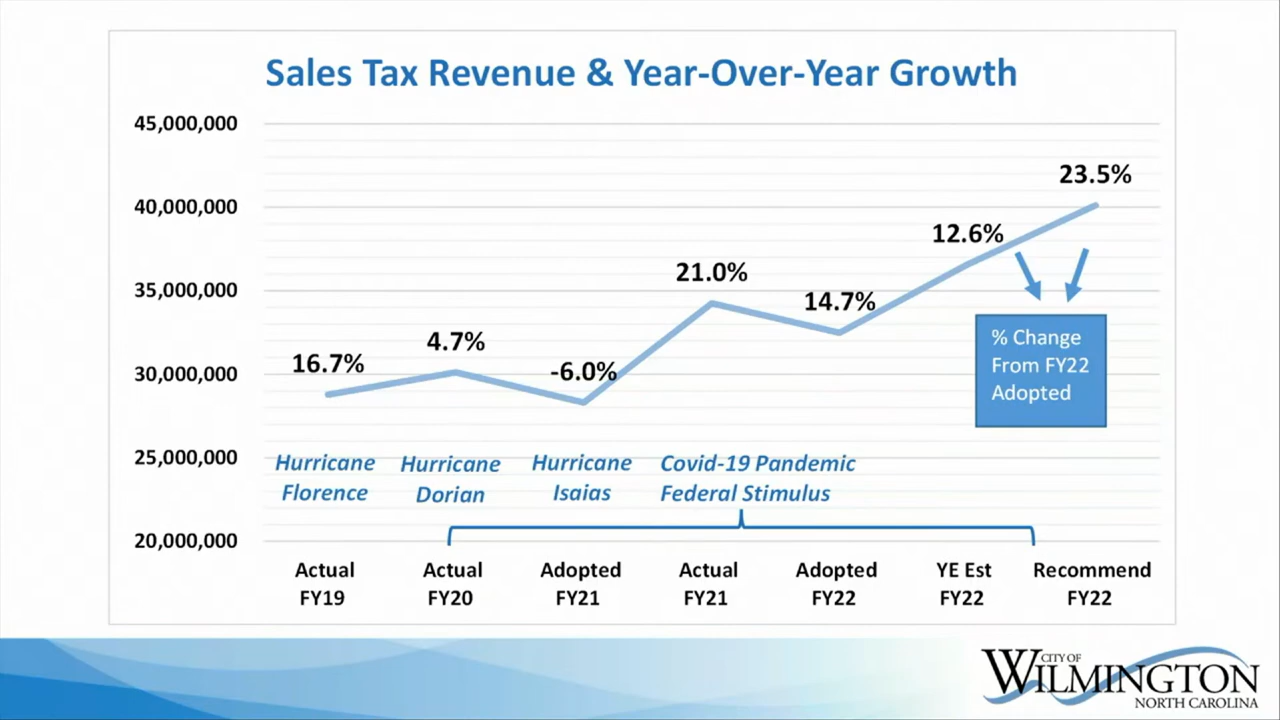 Sales Tax Revenue & Year-Over-Year Growth
45,000,000
40,000,000
35,000,000
30,000,000
25,000,000
20,000,000
16.7%
4.7%
-6.0%
21.0%
14.7%
12.6%
23.5%
% Change
From FY22
Adopted
Hurricane
Florence
Hurricane
Dorian
Hurricane
Isaias
Covid-19 Pandemic
Federal Stimulus
Actual
FY19
Actual
FY20
Adopted
FY21
Actual
FY21
Adopted
FY22
YE Est
FY22
Recommend
FY22
CITY OF
WILMINGTON
NORTH CAROLINA